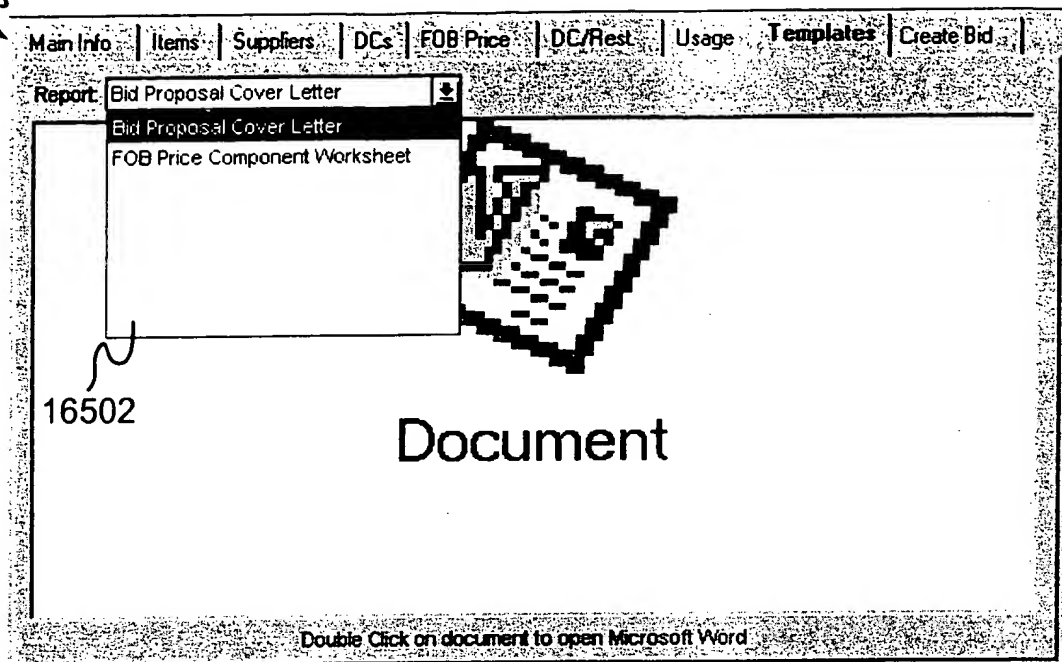 Main Info Items Suppliers DCs FOB Price DC/Rest. Usage Templates Create Bid
Report: Bid Proposal Cover Letter
Bid Proposal Cover Letter
FOB Price Component Worksheet
16502
Document
Double Click on document to open Microsoft Word